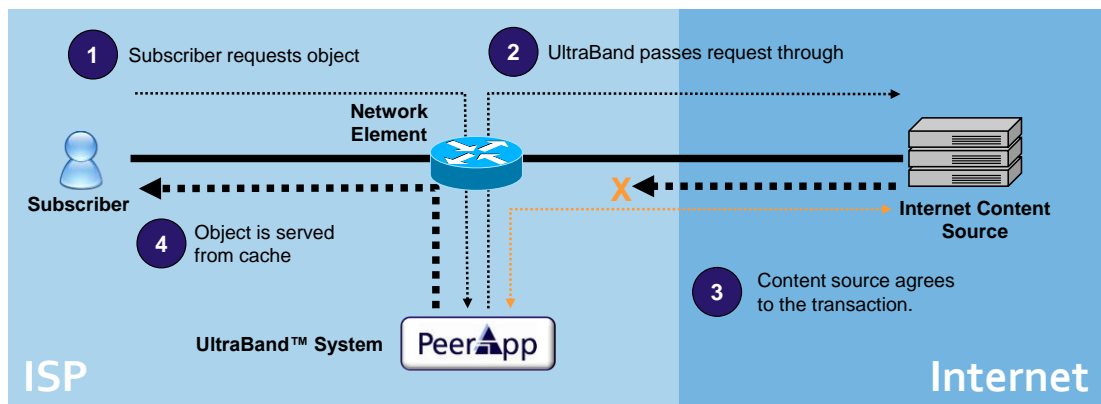 1 Subscriber requests object
2 UltraBand passes request through
Network
Element
X
Subscriber
Internet Content
Source
4 Object is served
from cache
3 Content source agrees
to the transaction.
UltraBand™ System
PeerApp
ISP
Internet